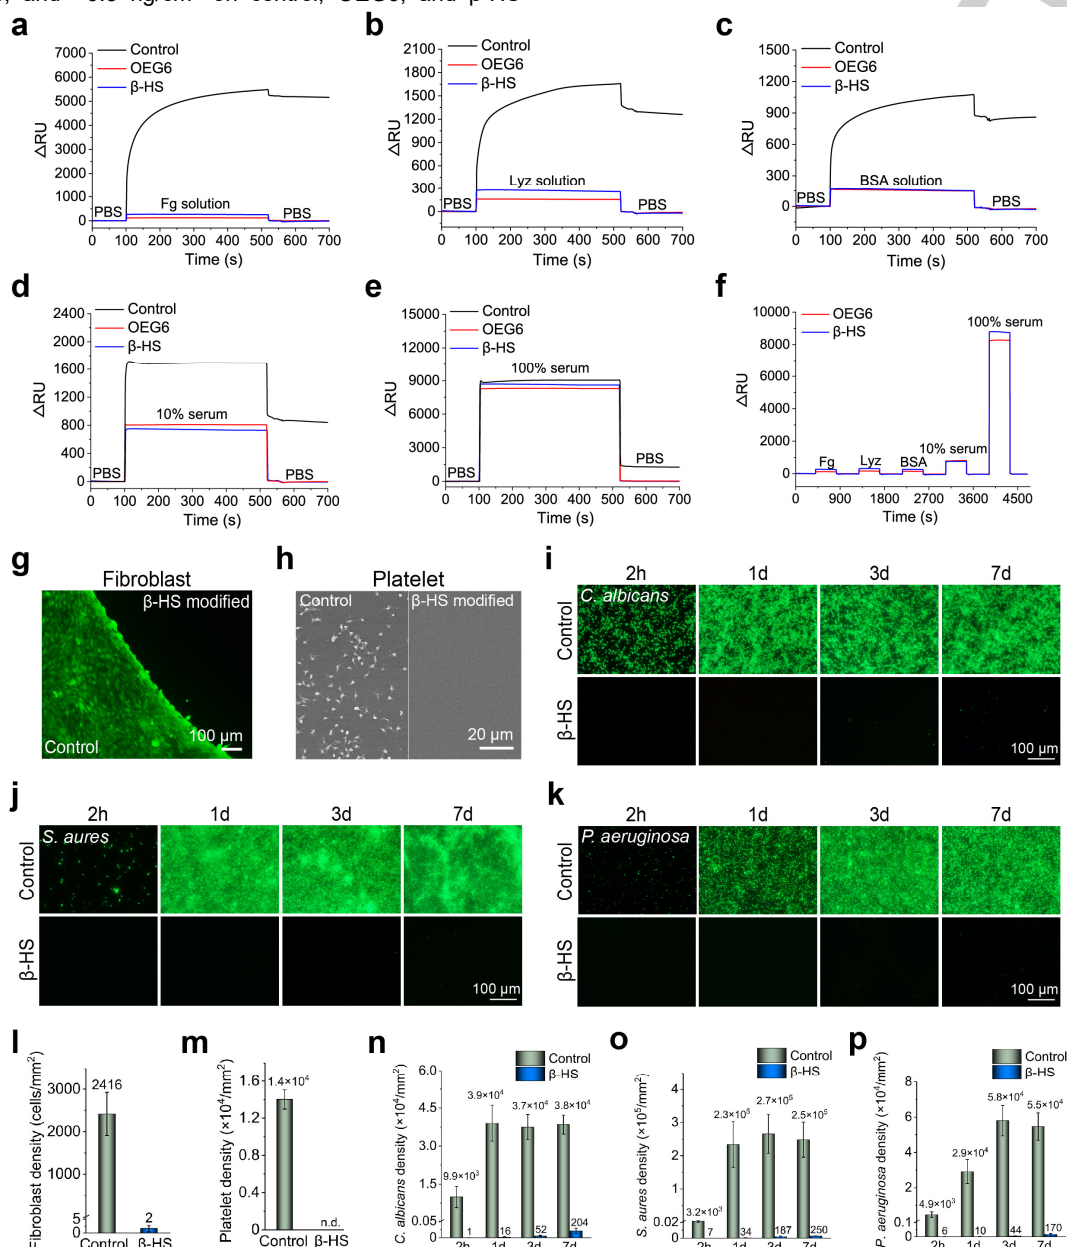 a
7000
6000
5000
4000
3000
2000
1000
0
ΔRU
Control
OEG6
β-HS
PBS
Fg solution
PBS
0 100 200 300 400 500 600 700
Time (s)
b
2100
1800
1500
1200
900
600
300
0
ΔRU
Control
OEG6
β-HS
PBS
Lyz solution
PBS
0 100 200 300 400 500 600 700
Time (s)
c
1500
1200
900
600
300
0
ΔRU
Control
OEG6
β-HS
PBS
BSA solution
PBS
0 100 200 300 400 500 600 700
Time (s)
d
2400
2000
1600
1200
800
400
0
ΔRU
Control
OEG6
β-HS
PBS
10% serum
PBS
0 100 200 300 400 500 600 700
Time (s)
e
15000
12000
9000
6000
3000
0
ΔRU
Control
OEG6
β-HS
PBS
100% serum
PBS
0 100 200 300 400 500 600 700
Time (s)
f
10000
8000
6000
4000
2000
0
ΔRU
OEG6
β-HS
100% serum
Fg Lyz BSA 10% serum
0 900 1800 2700 3600 4500
Time (s)
g
Fibroblast
β-HS modified
100 μm
Control
h
Platelet
Control β-HS modified
20 μm
i
2h 1d 3d 7d
C. albicans
Control
β-HS
100 μm
j
2h 1d 3d 7d
S. aures
Control
β-HS
100 μm
k
2h 1d 3d 7d
P. aeruginosa
Control
β-HS
100 μm
l
Fibroblast density (cells/mm²)
3000
2000
1000
5
0
2416
2
Control β-HS
m
Platelet density (×10⁴/mm²)
1.6
1.2
0.8
0.4
0
1.4×10⁴
n.d.
Control β-HS
n
Control
β-HS
C. albicans density (×10⁴/mm²)
6.0
4.5
3.0
1.5
0.05
0
9.9×10³ 3.9×10⁴ 3.7×10⁴ 3.8×10⁴
1 16 52 204
2h 1d 3d 7d
o
Control
β-HS
S. aures density (×10⁵/mm²)
4
3
2
1
0.02
0
3.2×10³ 2.3×10⁵ 2.7×10⁵ 2.5×10⁵
7 34 187 250
2h 1d 3d 7d
p
Control
β-HS
P. aeruginosa density (×10⁴/mm²)
8
6
4
2
0.1
0
4.9×10³ 2.9×10⁴ 5.8×10⁴ 5.5×10⁴
6 10 44 170
2h 1d 3d 7d